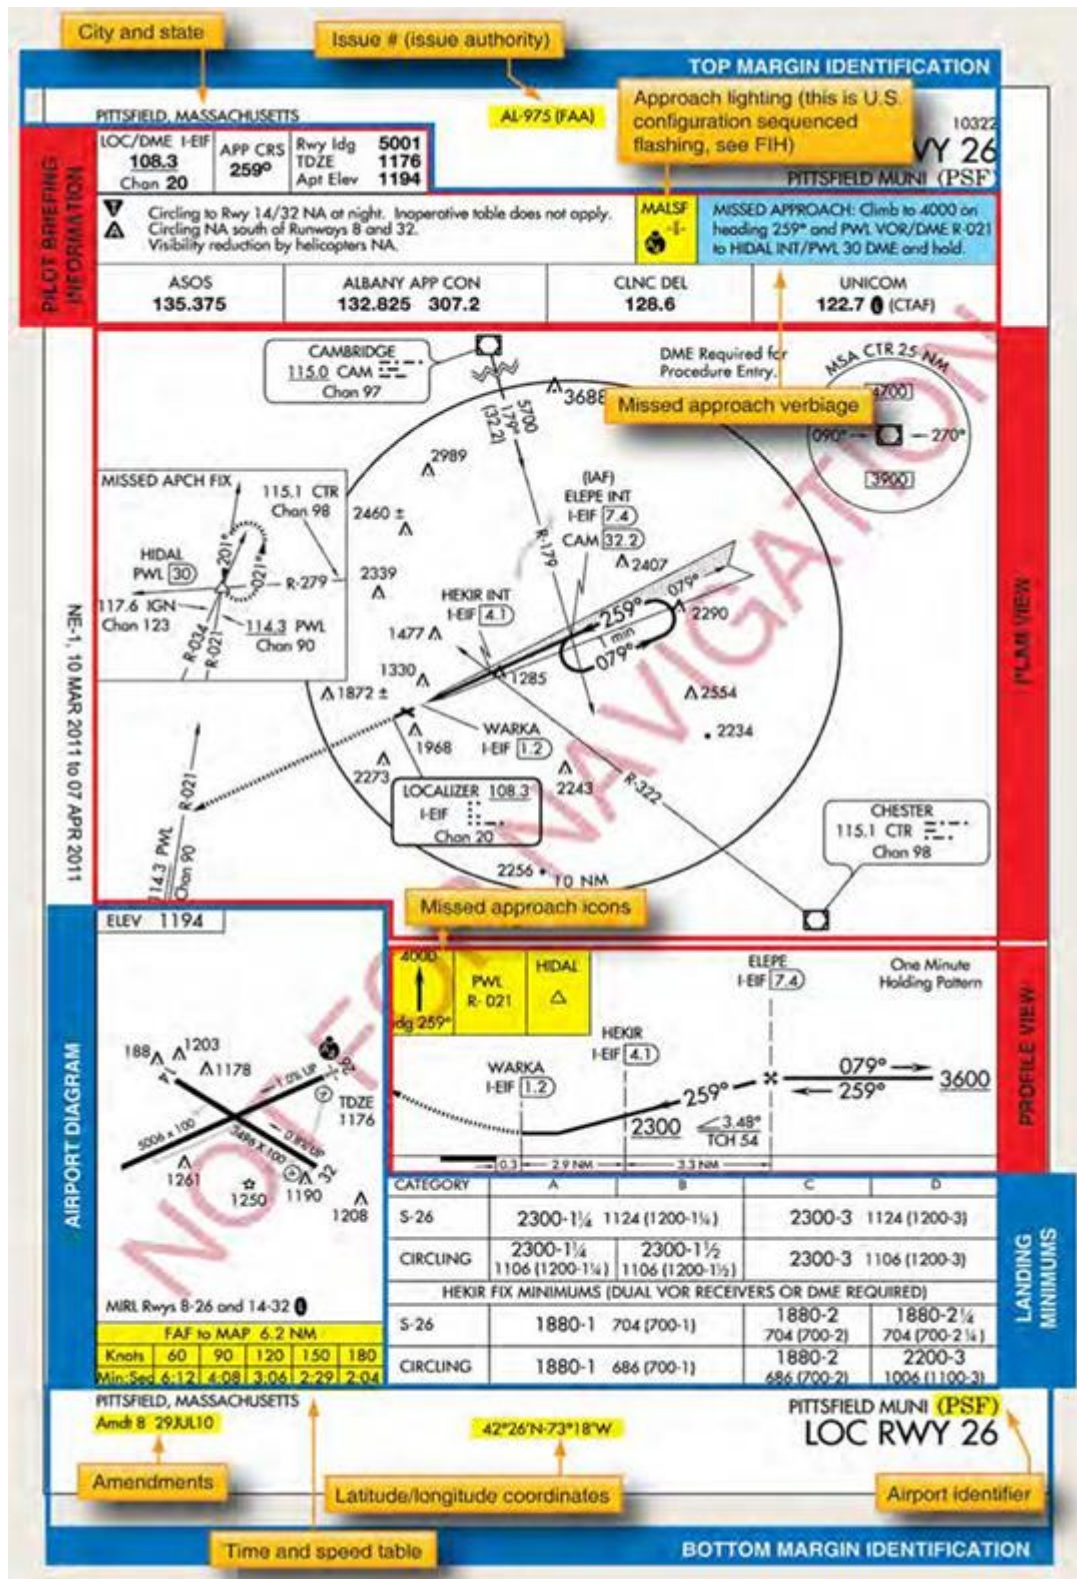 City and state
Issue # (issue authority)
TOP MARGIN IDENTIFICATION
PITTSFIELD, MASSACHUSETTS
AL-975 (FAA)
Approach lighting (this is U.S.
configuration sequenced
flashing, see FIH)
10322
WY 26
PITTSFIELD MUNI (PSF)
PILOT BRIEFING
INFORMATION
LOC/DME I-EIF
108.3
Chan 20
APP CRS
259°
Rwy ldg 5001
TDZE 1176
Apt Elev 1194
T
A
Circling to Rwy 14/32 NA at night. Inoperative table does not apply.
Circling NA south of Runways 8 and 32.
Visibility reduction by helicopters NA.
MALSF
A
MISSED APPROACH: Climb to 4000 on
heading 259° and PWL VOR/DME R-021
to HIDAL INT/PWL 30 DME and hold.
ASOS
135.375
ALBANY APP CON
132.825 307.2
CLNC DEL
128.6
UNICOM
122.7 L (CTAF)
CAMBRIDGE
115.0 CAM
Chan 97
DME Required for
Procedure Entry.
MSA CTR 25 NM
4700
090°
270°
3900
Missed approach verbiage
3688
5700
179°
(32.2)
2989
MISSED APCH FIX
115.1 CTR
Chan 98
HIDAL
PWL 30
201°
021°
R-279
117.6 IGN
Chan 123
R-034
R-021
114.3 PWL
Chan 90
2460 ±
(IAF)
ELEPE INT
I-EIF 7.4
CAM 32.2
R-179
2407
2339
HEKIR INT
I-EIF 4.1
079°
259°
1 min
079°
2290
1477
1330
1285
1872 ±
2554
WARKA
I-EIF 1.2
2234
1968
2273
2243
R-322
LOCALIZER 108.3
I-EIF
Chan 20
CHESTER
115.1 CTR
Chan 98
R-021
114.3 PWL
Chan 90
2256
10 NM
NE-1, 10 MAR 2011 to 07 APR 2011
PLAM VIEW
NOT FOR NAVIGATION
Missed approach icons
ELEV 1194
AIRPORT DIAGRAM
188
1203
1178
14
26
A
1.0% UP
TDZE
1176
5006 x 100
3496 x 100
0.9% UP
32
1261
1250
1190
1208
MIRL Rwys 8-26 and 14-32 L
FAF to MAP 6.2 NM
Knots 60 90 120 150 180
Min:Sec 6:12 4:08 3:06 2:29 2:04
4000
dg 259°
PWL
R- 021
HIDAL
ELEPE
I-EIF 7.4
One Minute
Holding Pattern
HEKIR
I-EIF 4.1
WARKA
I-EIF 1.2
079°
259°
3600
259°
2300
3.48°
TCH 54
0.3
2.9 NM
3.3 NM
PROFILE VIEW
CATEGORY A B C D
S-26 2300-1¼ 1124 (1200-1¼) 2300-3 1124 (1200-3)
CIRCLING 2300-1¼ 1106 (1200-1¼) 2300-1½ 1106 (1200-1½) 2300-3 1106 (1200-3)
HEKIR FIX MINIMUMS (DUAL VOR RECEIVERS OR DME REQUIRED)
S-26 1880-1 704 (700-1) 1880-2 704 (700-2) 1880-2¼ 704 (700-2¼)
CIRCLING 1880-1 686 (700-1) 1880-2 686 (700-2) 2200-3 1006 (1100-3)
LANDING
MINIMUMS
PITTSFIELD, MASSACHUSETTS
Amdt 8 29JUL10
42°26'N-73°18"W
PITTSFIELD MUNI (PSF)
LOC RWY 26
Amendments
Latitude/longitude coordinates
Airport identifier
Time and speed table
BOTTOM MARGIN IDENTIFICATION